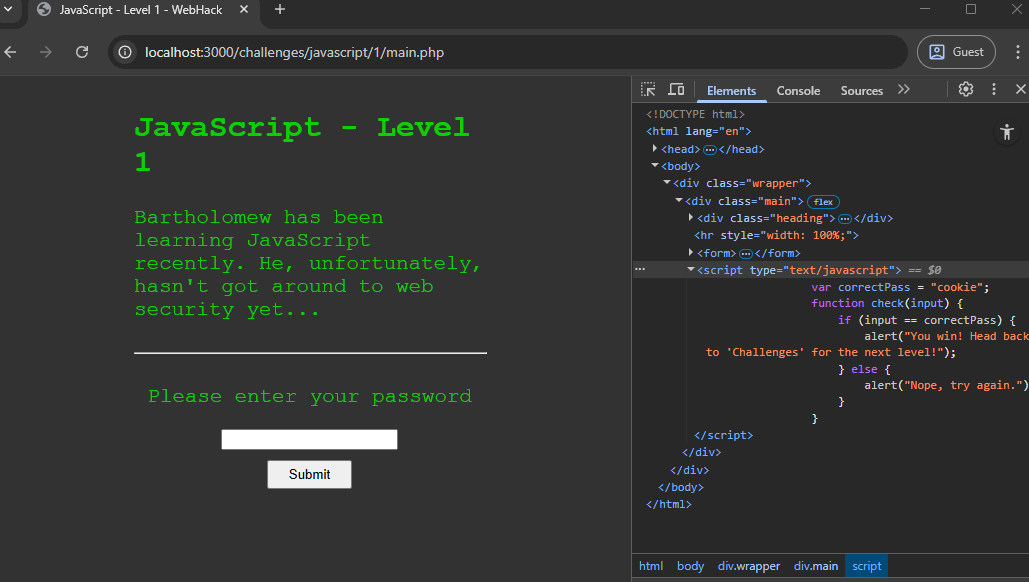 JavaScript - Level 1 - WebHack
localhost:3000/challenges/javascript/1/main.php
Guest
JavaScript - Level
1
Bartholomew has been
learning JavaScript
recently. He, unfortunately,
hasn't got around to web
security yet...
Please enter your password
Submit
Elements Console Sources
<!DOCTYPE html>
<html lang="en">
<head>…</head>
<body>
<div class="wrapper">
<div class="main"> flex
<div class="heading">…</div>
<hr style="width: 100%;">
<form>…</form>
<script type="text/javascript"> == $0
var correctPass = "cookie";
function check(input) {
if (input == correctPass) {
alert("You win! Head back
to 'Challenges' for the next level!");
} else {
alert("Nope, try again.")
}
}
</script>
</div>
</div>
</body>
</html>
html body div.wrapper div.main script